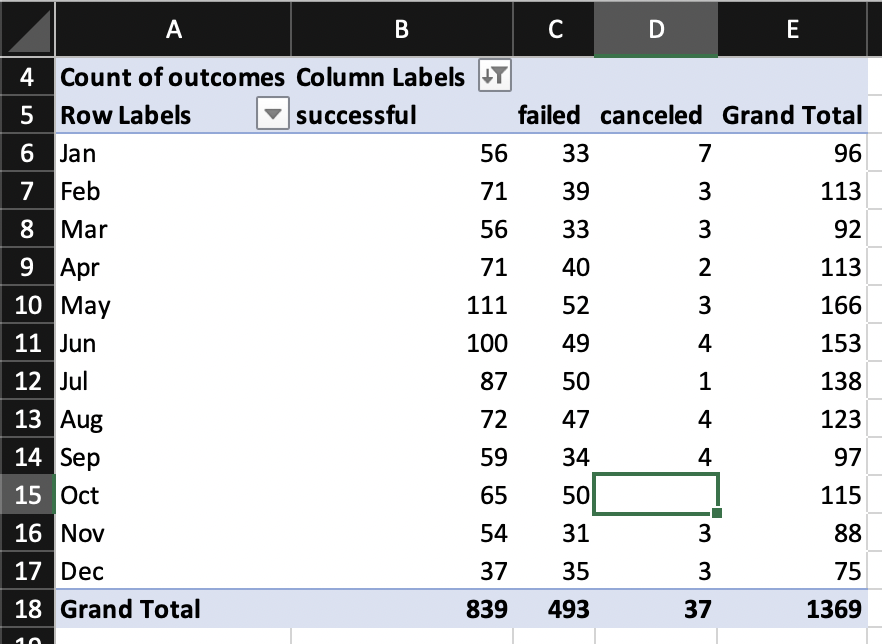 A B C D E
4 Count of outcomes Column Labels
5 Row Labels successful failed canceled Grand Total
6 Jan 56 33 7 96
7 Feb 71 39 3 113
8 Mar 56 33 3 92
9 Apr 71 40 2 113
10 May 111 52 3 166
11 Jun 100 49 4 153
12 Jul 87 50 1 138
13 Aug 72 47 4 123
14 Sep 59 34 4 97
15 Oct 65 50 115
16 Nov 54 31 3 88
17 Dec 37 35 3 75
18 Grand Total 839 493 37 1369